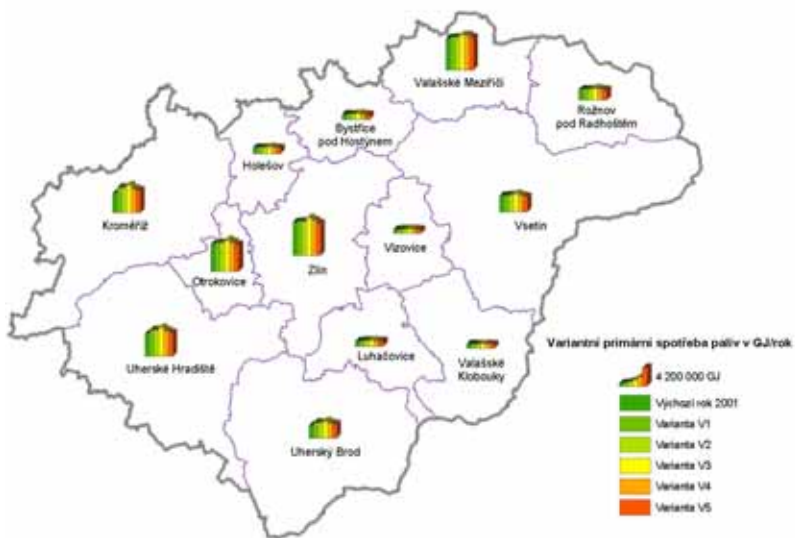 Valašské Meziříčí
Rožnov
pod Radhoštěm
Bystřice
pod Hostýnem
Holešov
Kroměříž
Vsetín
Vizovice
Zlín
Otrokovice
Uherské Hradiště
Luhačovice
Valašské
Klobouky
Uherský Brod
Variantní primární spotřeba paliv v GJ/rok
4 200 000 GJ
Výchozí rok 2001
Varianta V1
Varianta V2
Varianta V3
Varianta V4
Varianta V5